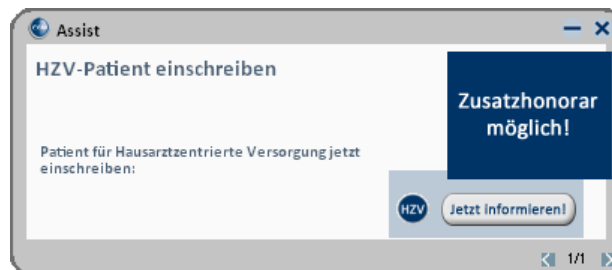 Assist
HZV-Patient einschreiben
Zusatzhonorar
möglich!
Patient für Hausarztzentrierte Versorgung jetzt
einschreiben:
HZV
Jetzt informieren!
1/1